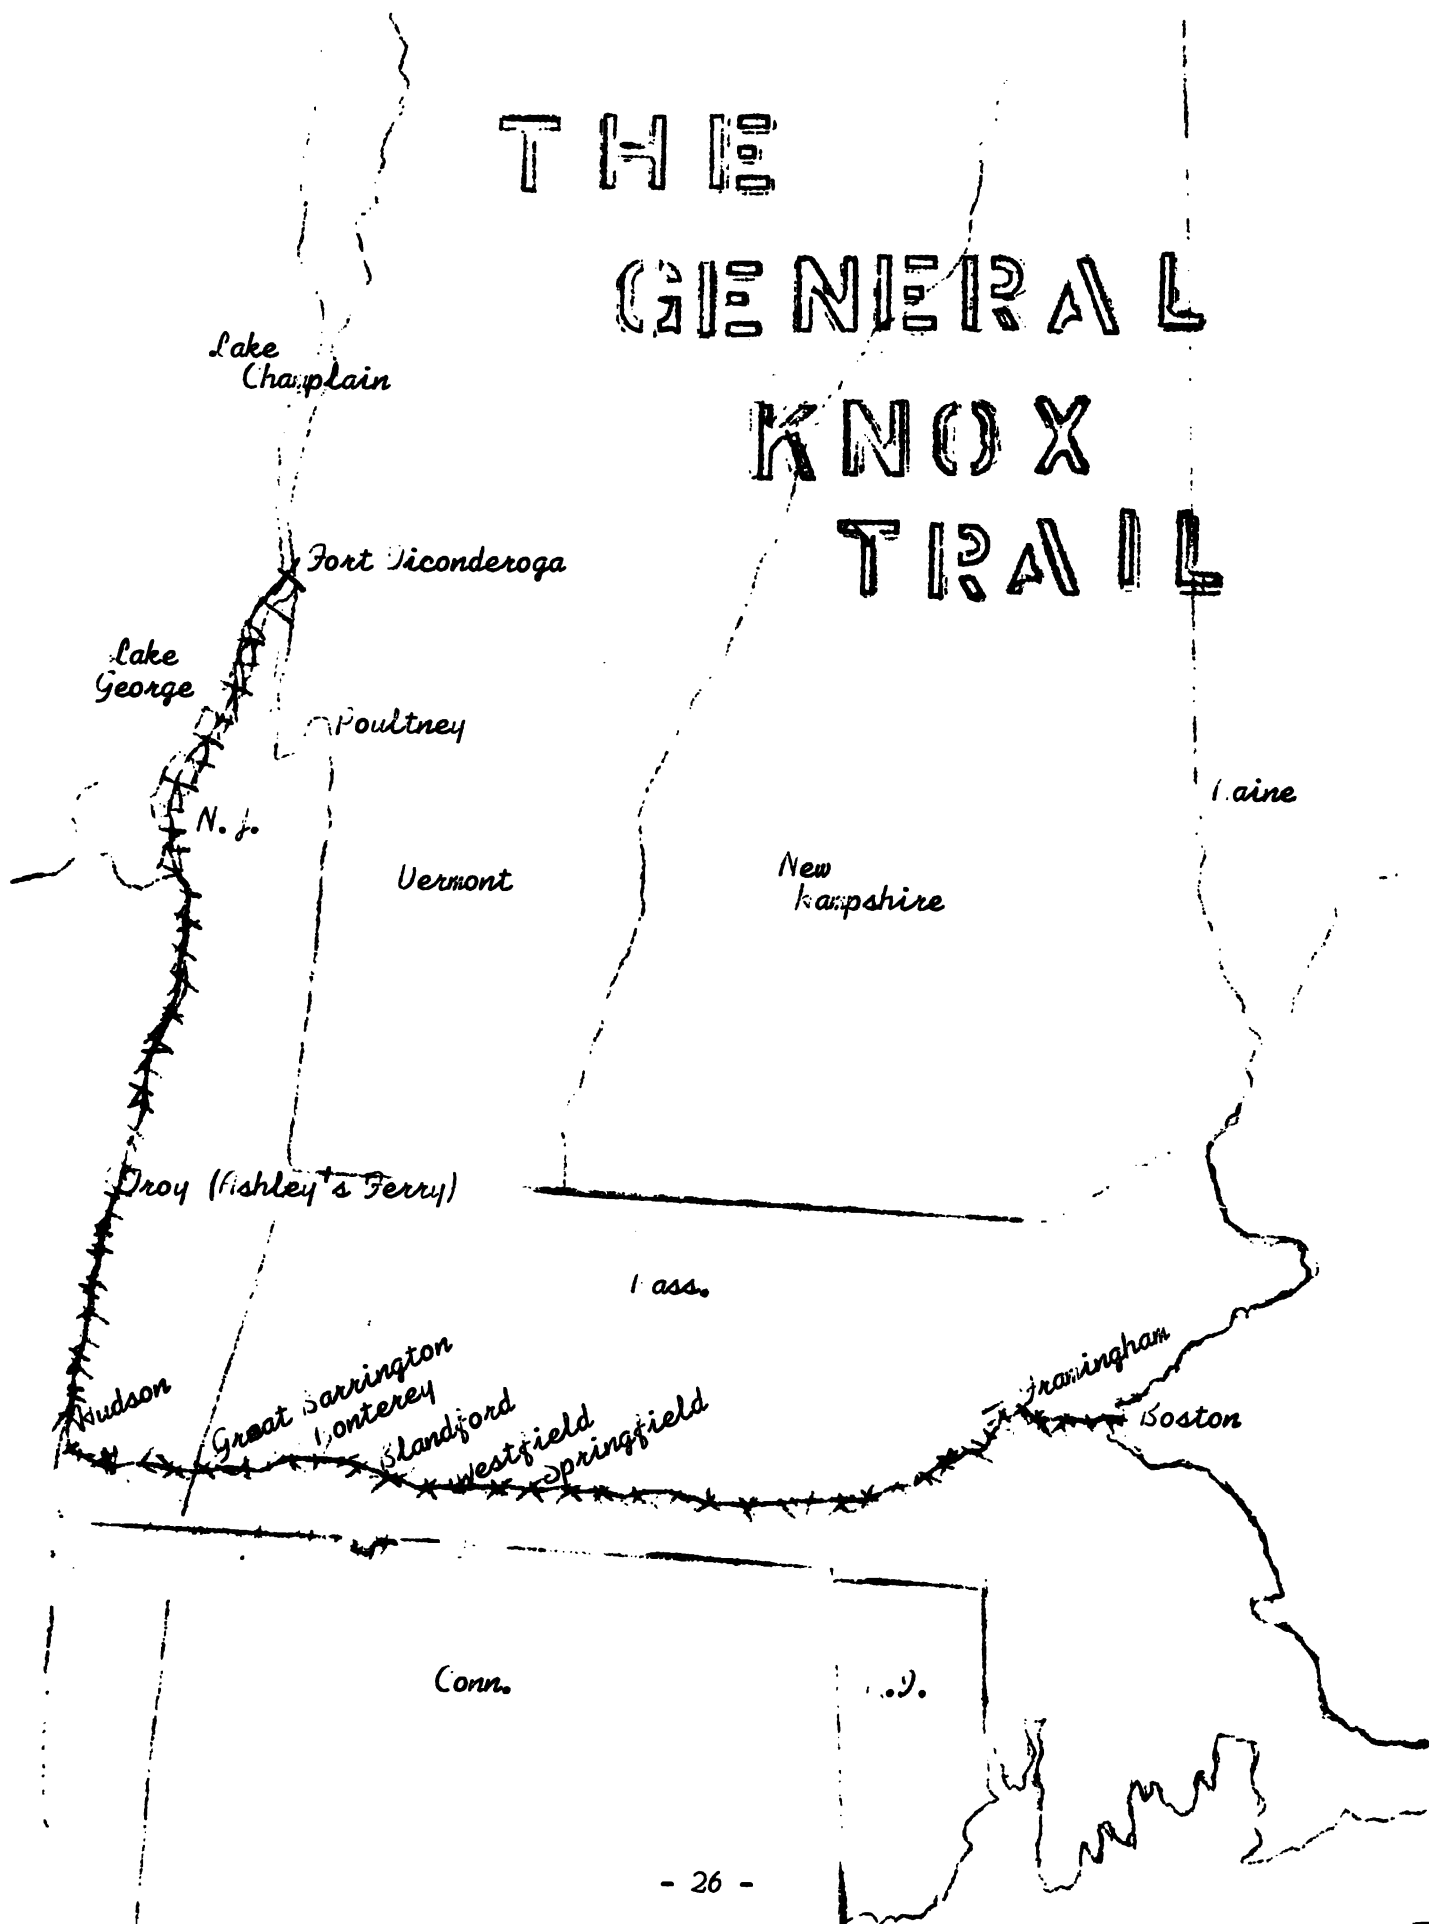 THE
GENERAL
KNOX
TRAIL
Lake
Champlain
Fort Ticonderoga
Lake
George
Poultney
Maine
Vermont
New
Hampshire
Troy (Ashley's Ferry)
Mass.
Hudson
Great Barrington
Monterey
Blandford
Westfield
Springfield
Framingham
Boston
Conn.
- 26 -